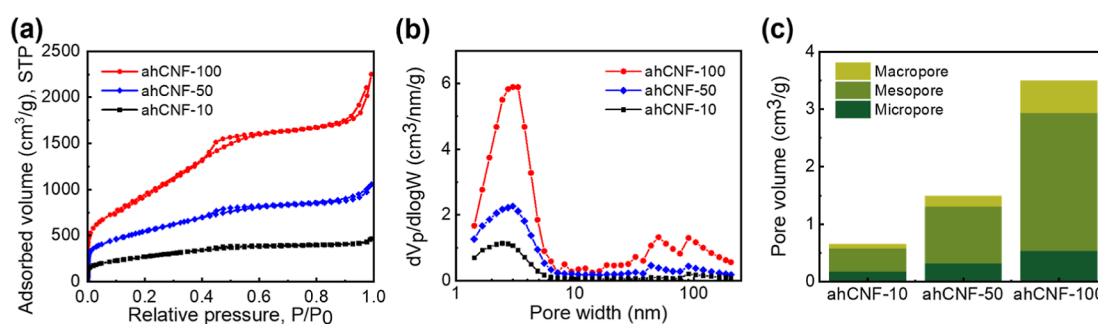 (a)
Adsorbed volume (cm³/g), STP
2500
2000
1500
1000
500
0
ahCNF-100
ahCNF-50
ahCNF-10
0.0 0.2 0.4 0.6 0.8 1.0
Relative pressure, P/P0
(b)
dVp/dlogW (cm³/nm/g)
6
4
2
0
ahCNF-100
ahCNF-50
ahCNF-10
1 10 100
Pore width (nm)
(c)
Pore volume (cm³/g)
4
3
2
1
0
Macropore
Mesopore
Micropore
ahCNF-10 ahCNF-50 ahCNF-100